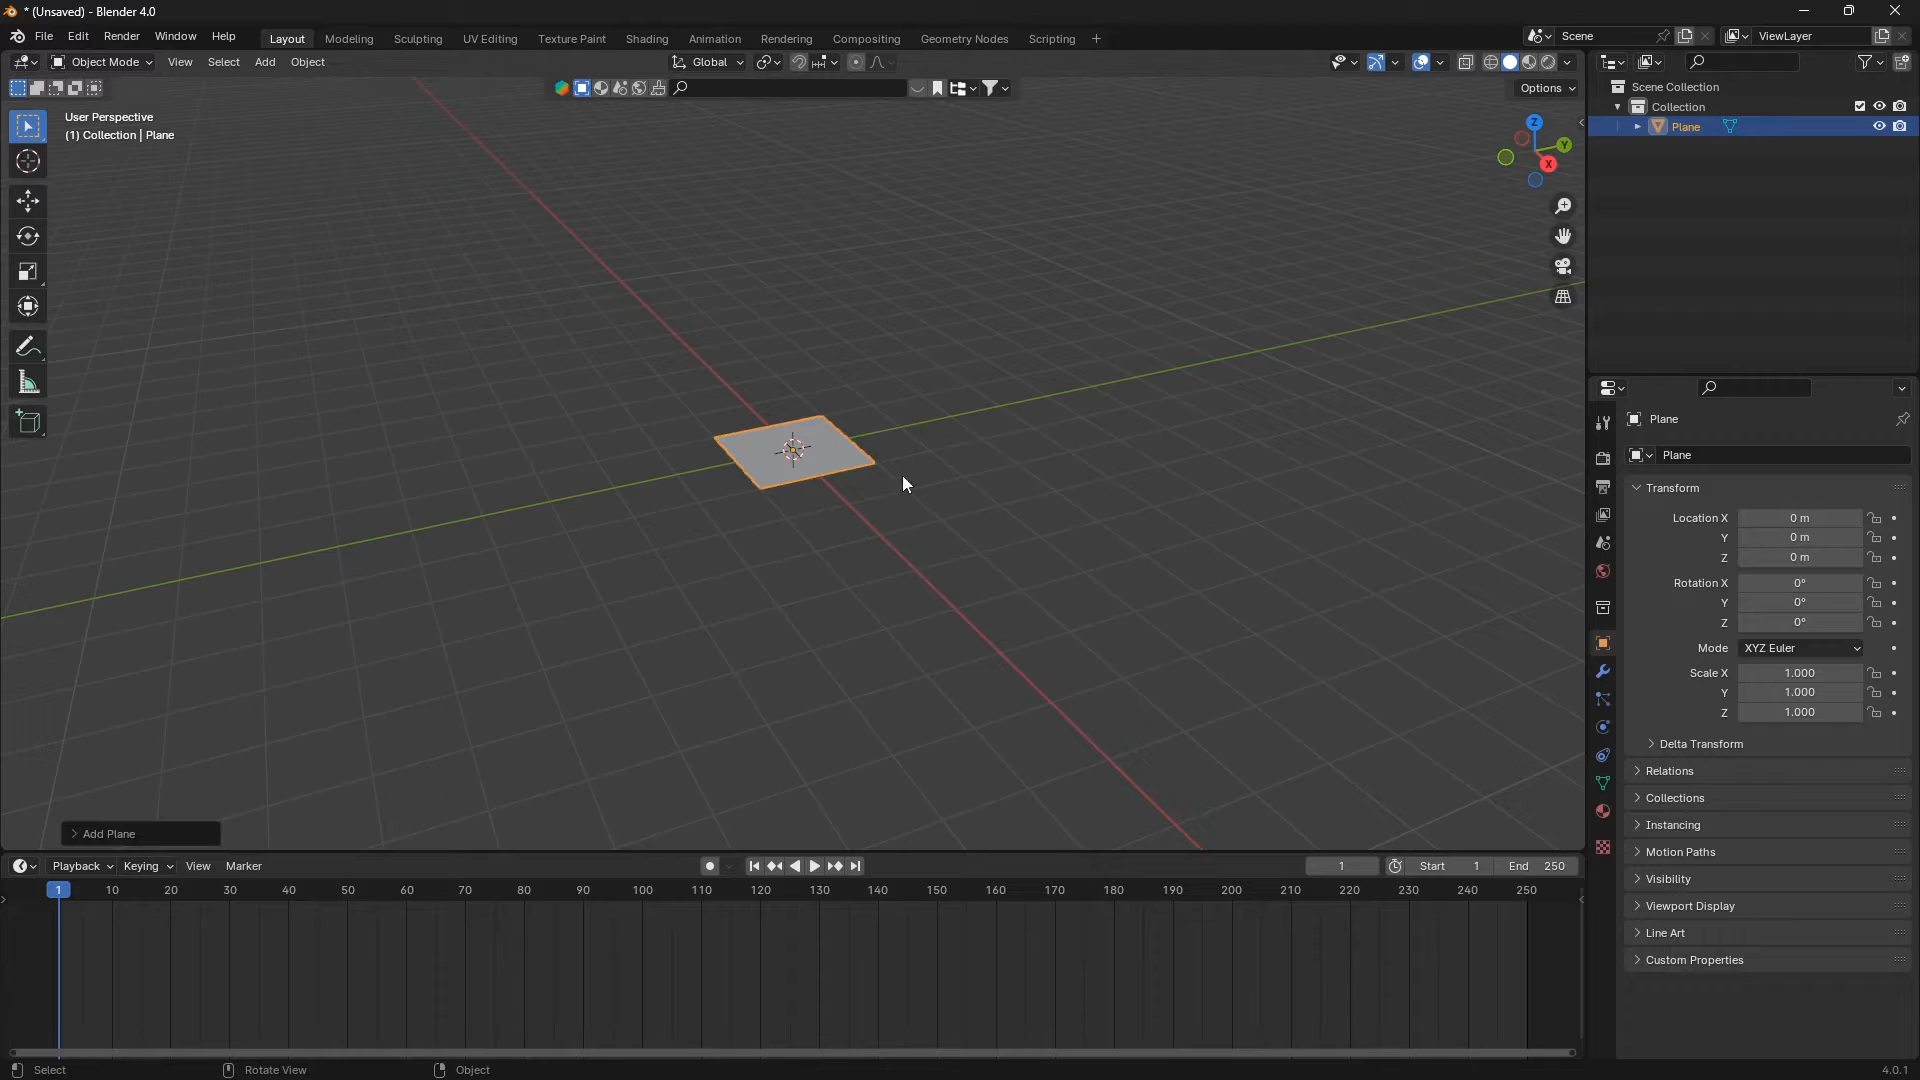 * (Unsaved) - Blender 4.0
File Edit Render Window Help Layout Modeling Sculpting UV Editing Texture Paint Shading Animation Rendering Compositing Geometry Nodes Scripting + Scene ViewLayer
Object Mode View Select Add Object Global
Options
User Perspective
(1) Collection | Plane
Z
Y
X
Scene Collection
Collection
Plane
Plane
Plane
Transform
Location X 0 m
Y 0 m
Z 0 m
Rotation X 0°
Y 0°
Z 0°
Mode XYZ Euler
Scale X 1.000
Y 1.000
Z 1.000
Delta Transform
Relations
Collections
Instancing
Motion Paths
Visibility
Viewport Display
Line Art
Custom Properties
Add Plane
Playback Keying View Marker 1 Start 1 End 250
1 10 20 30 40 50 60 70 80 90 100 110 120 130 140 150 160 170 180 190 200 210 220 230 240 250
Select Rotate View Object 4.0.1